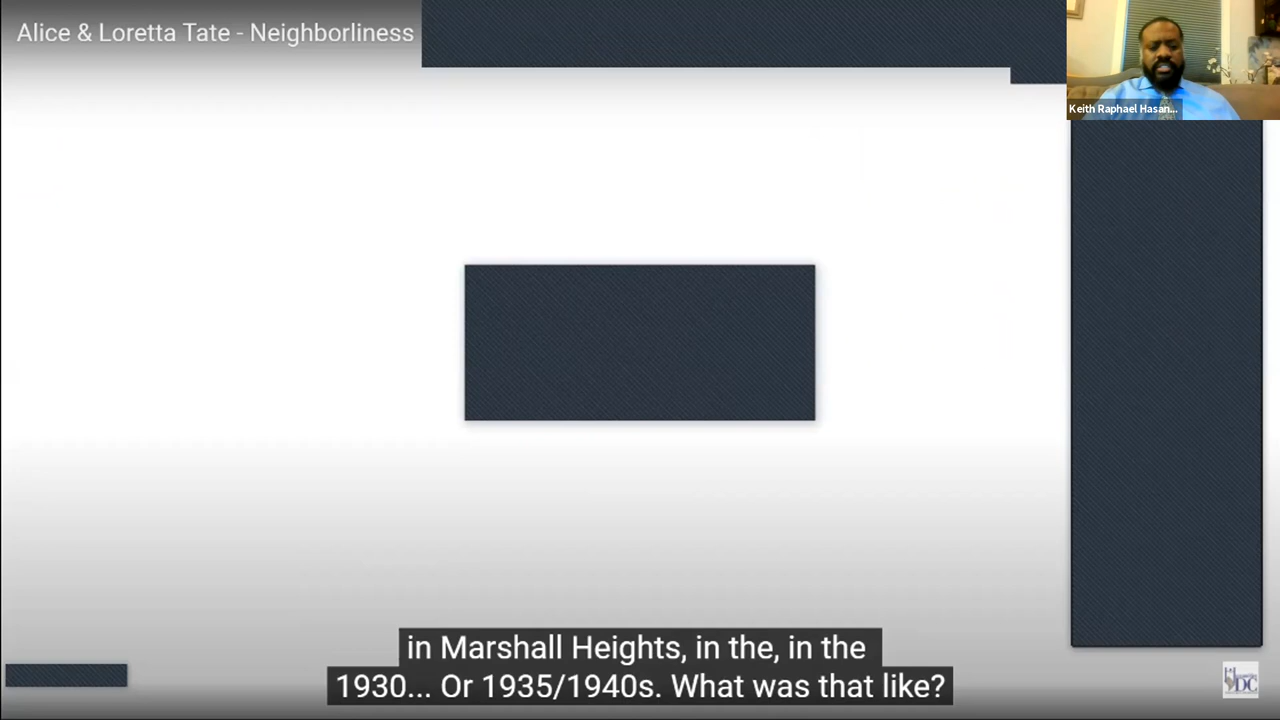 Alice & Loretta Tate - Neighborliness
Keith Raphael Hasan...
in Marshall Heights, in the, in the
1930... Or 1935/1940s. What was that like?
DC